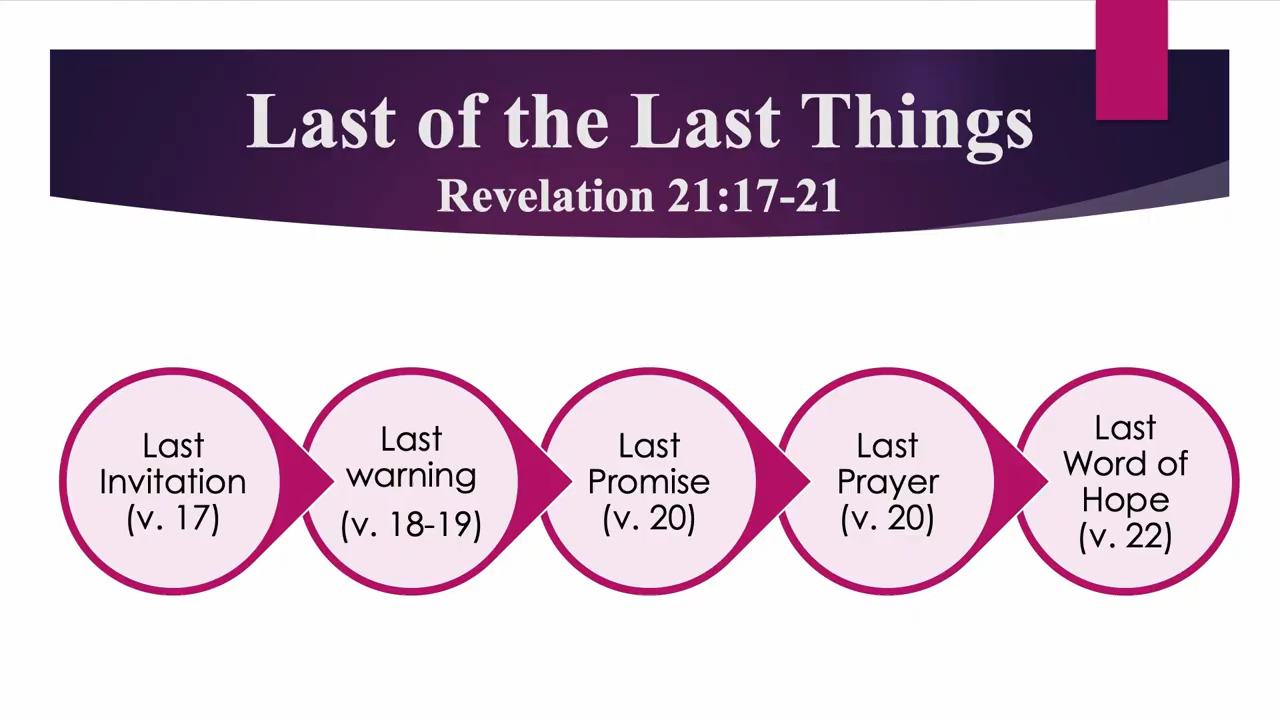 Last of the Last Things
Revelation 21:17-21
Last
Invitation
(v. 17)
Last
warning
(v. 18-19)
Last
Promise
(v. 20)
Last
Prayer
(v. 20)
Last
Word of
Hope
(v. 22)